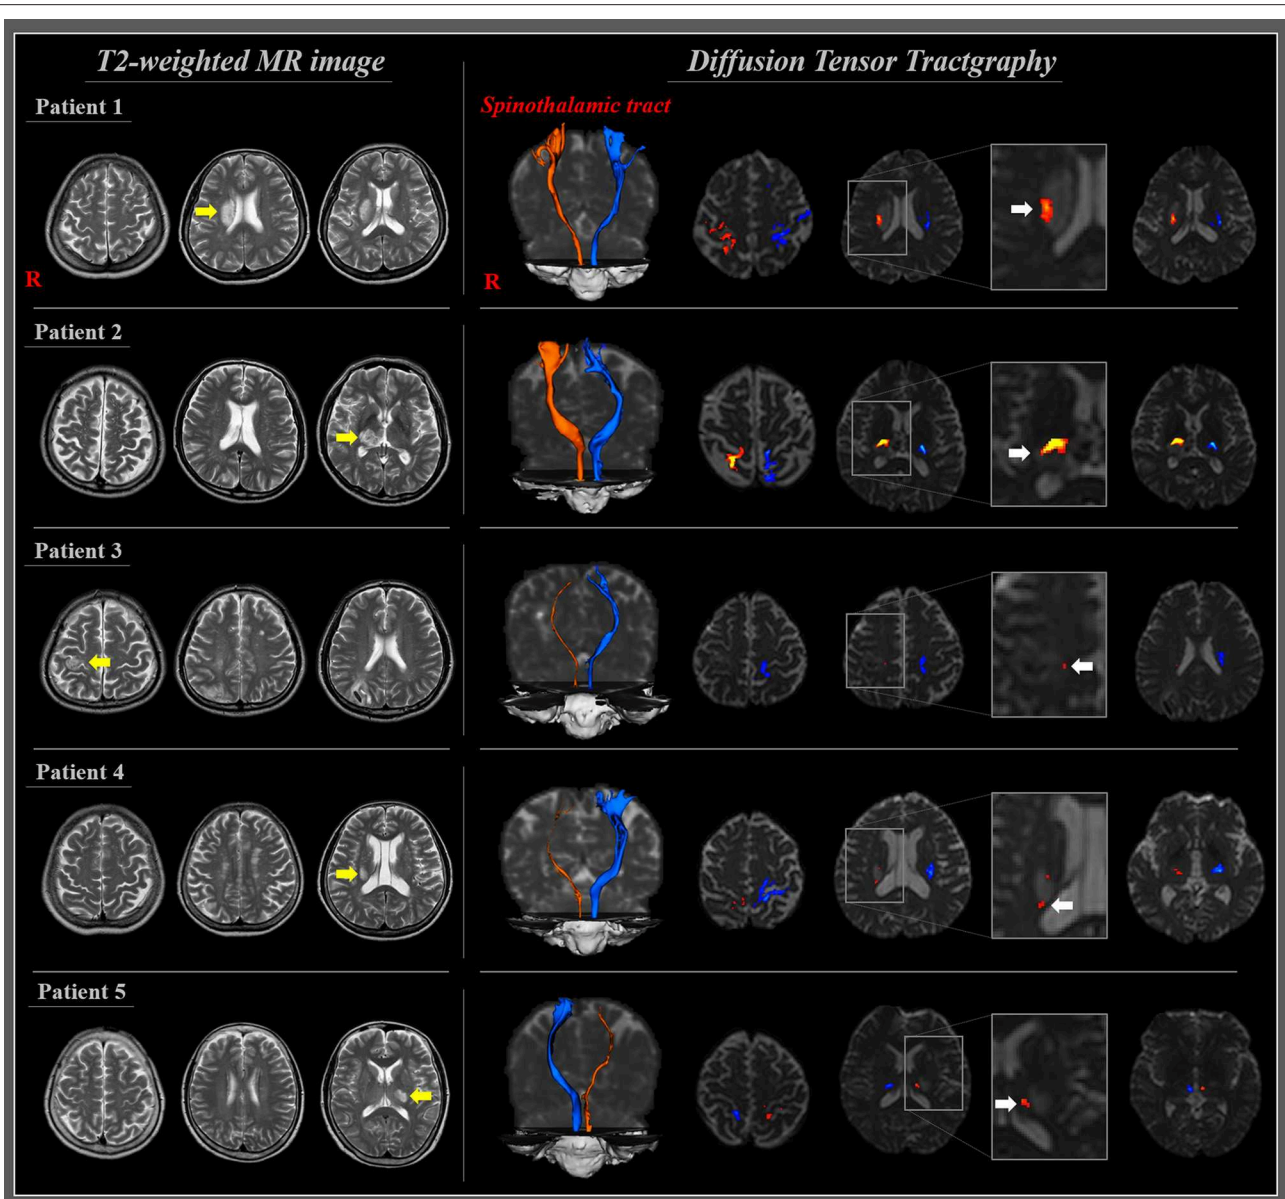 T2-weighted MR image
Diffusion Tensor Tractgraphy
Patient 1
Spinothalamic tract
R
R
Patient 2
Patient 3
Patient 4
Patient 5